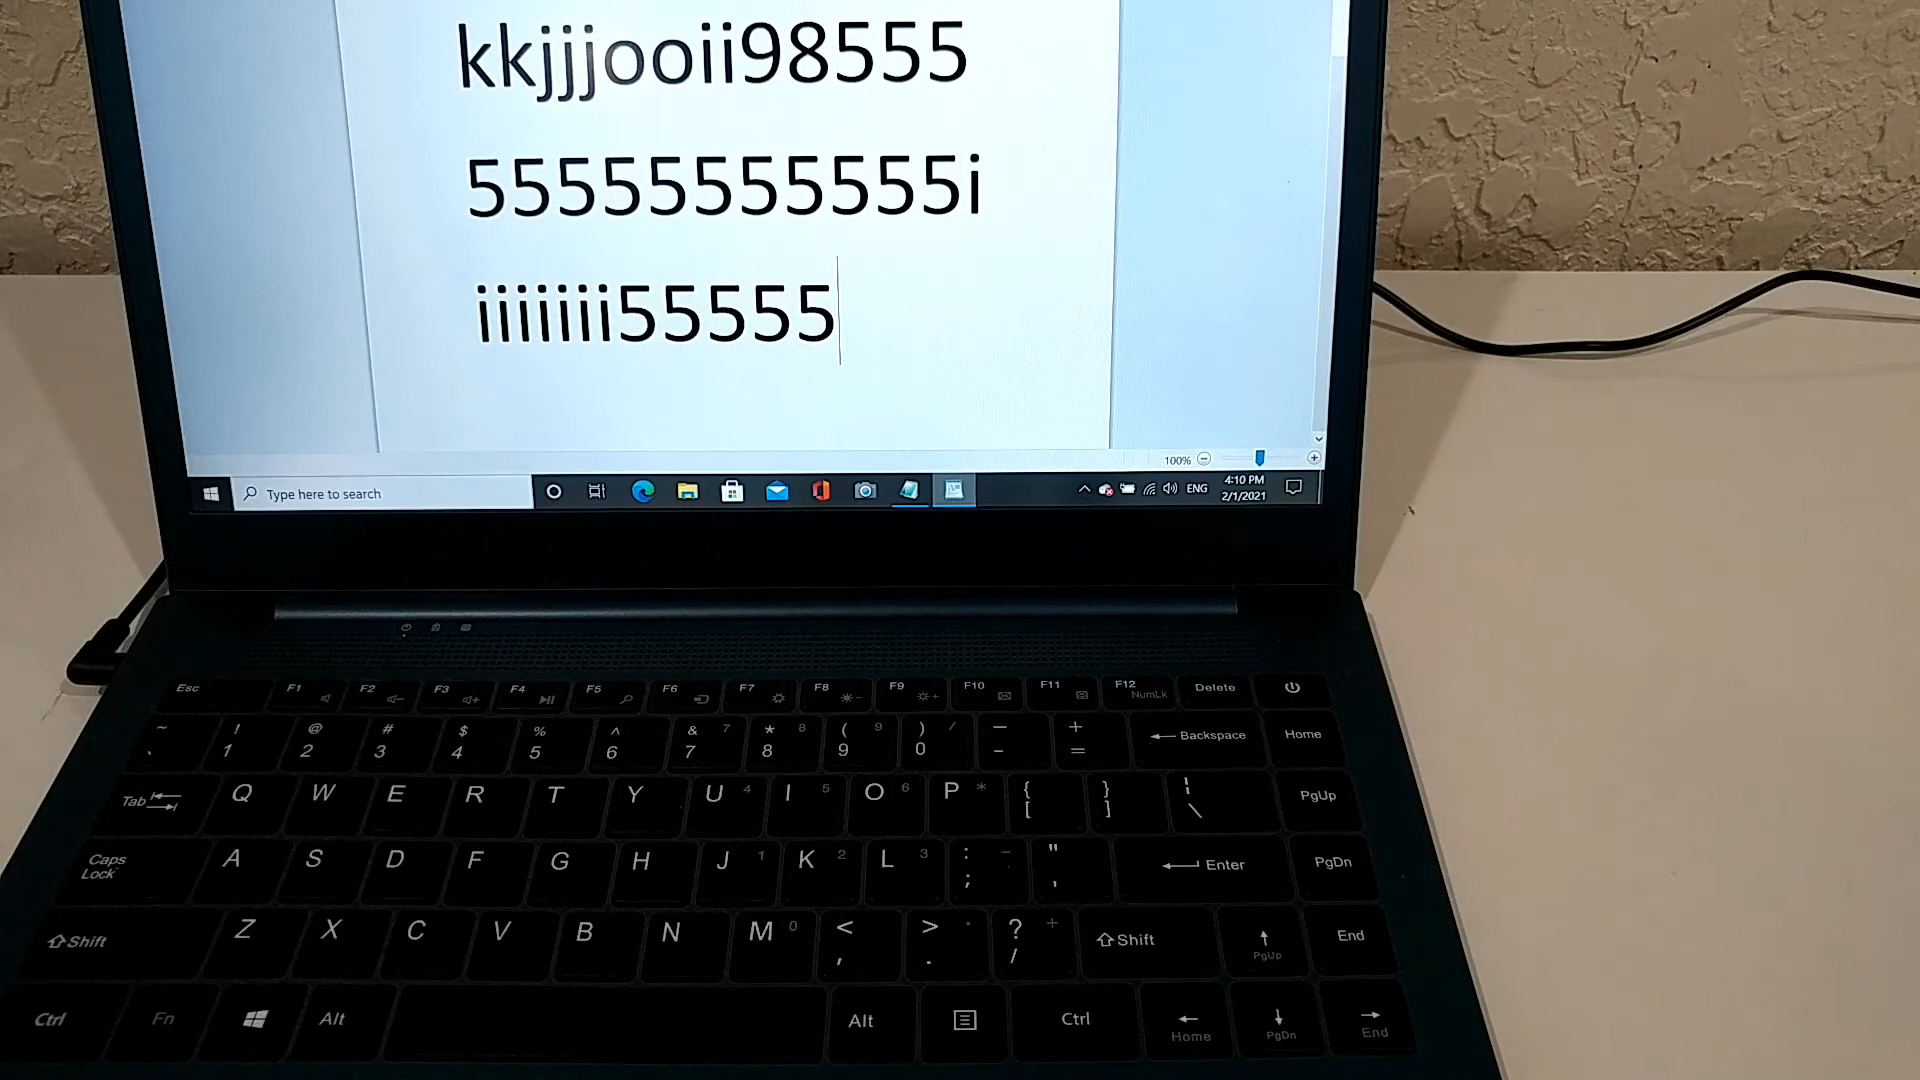 kkjjjooii98555
55555555555i
iiiiiii55555
100%
Type here to search
ENG
4:10 PM
2/1/2021
Esc F1 F2 F3 F4 F5 F6 F7 F8 F9 F10 F11 F12 NumLk Delete
~ ` ! 1 @ 2 # 3 $ 4 % 5 ^ 6 & 7 7 * 8 8 ( 9 9 ) 0 / _ - + = Backspace Home
Tab Q W E R T Y U 4 I 5 O 6 P * { [ } ] ¦ \ PgUp
Caps Lock A S D F G H J 1 K 2 L 3 : ; - " ' Enter PgDn
Shift Z X C V B N M 0 < , > . . ? / + Shift PgUp End
Ctrl Fn Alt Alt Ctrl Home PgDn End